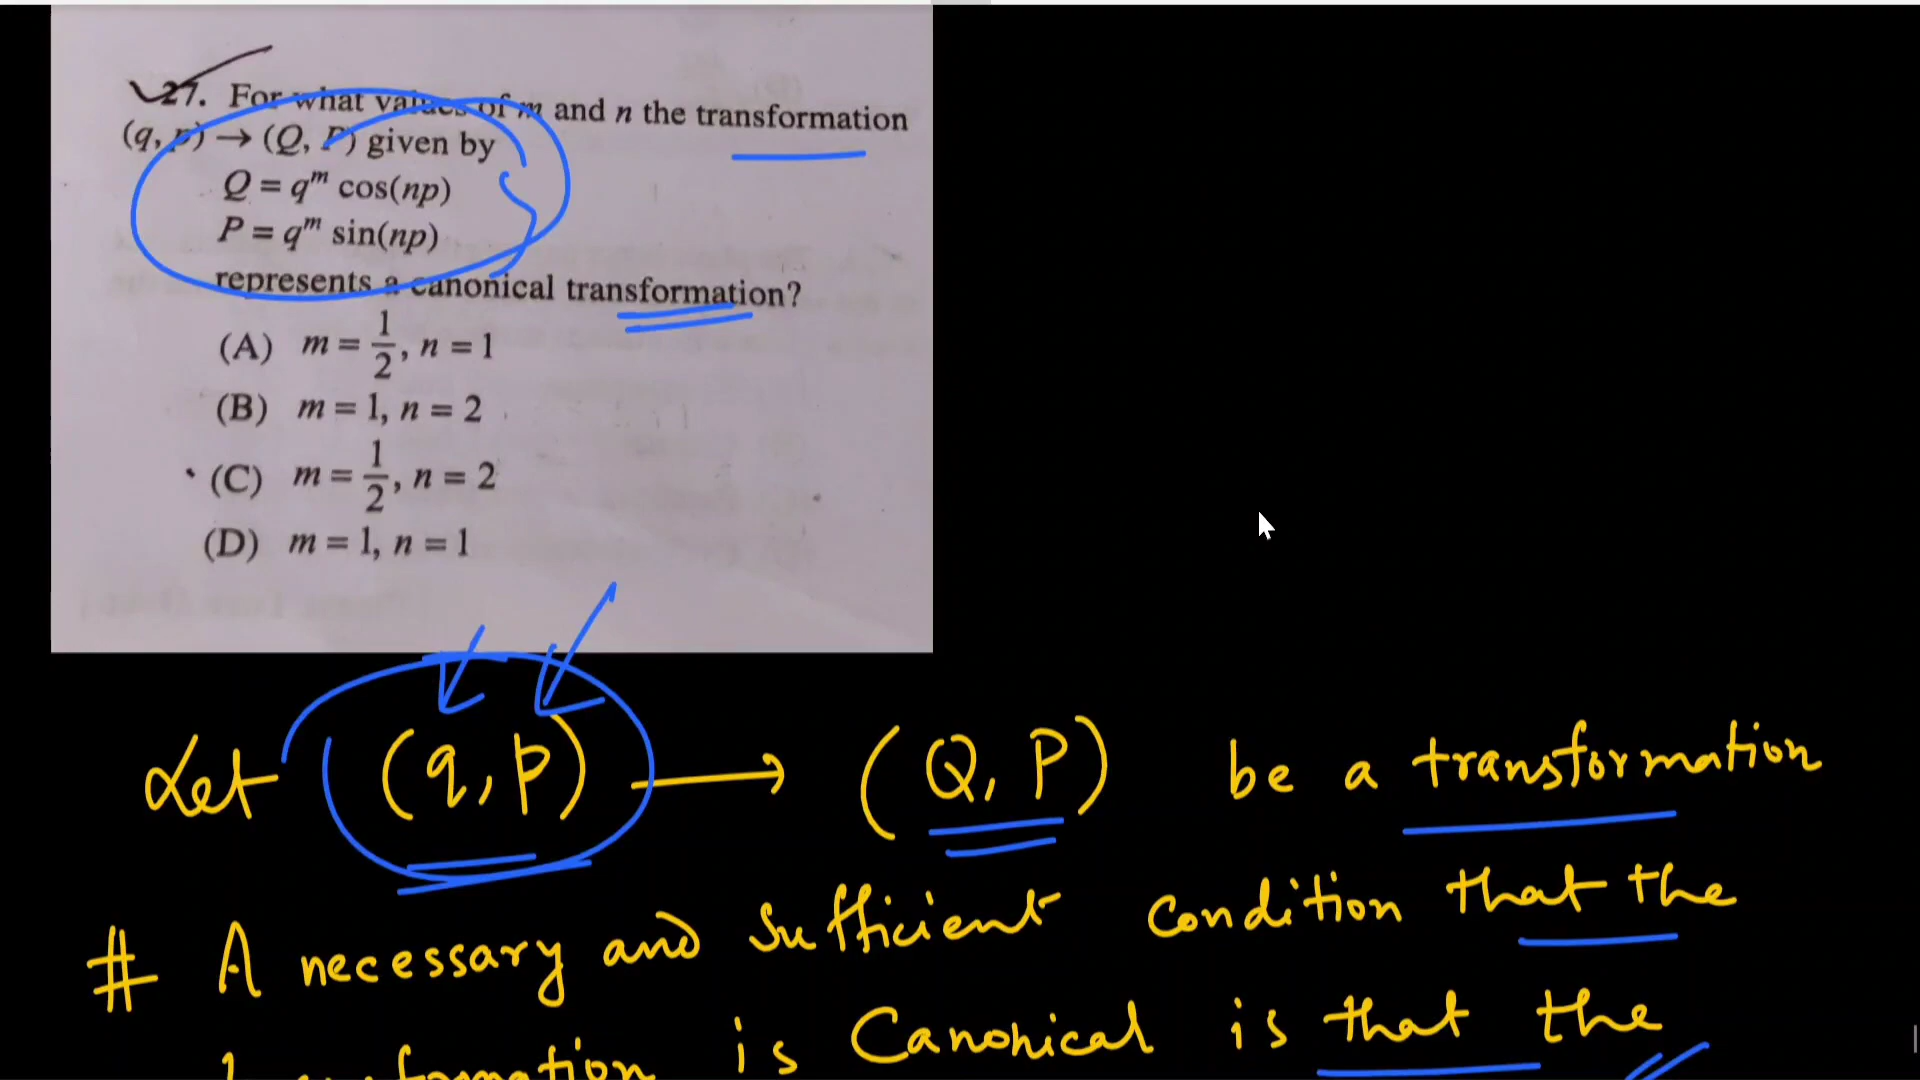 27. For what values of m and n the transformation
(q, p) → (Q, P) given by
Q = q^m cos(np)
P = q^m sin(np)
represents a canonical transformation?
(A) m = 1/2, n = 1
(B) m = 1, n = 2
(C) m = 1/2, n = 2
(D) m = 1, n = 1
Let (q, p) → (Q, P) be a transformation
# A necessary and sufficient condition that the
transformation is Canonical is that the